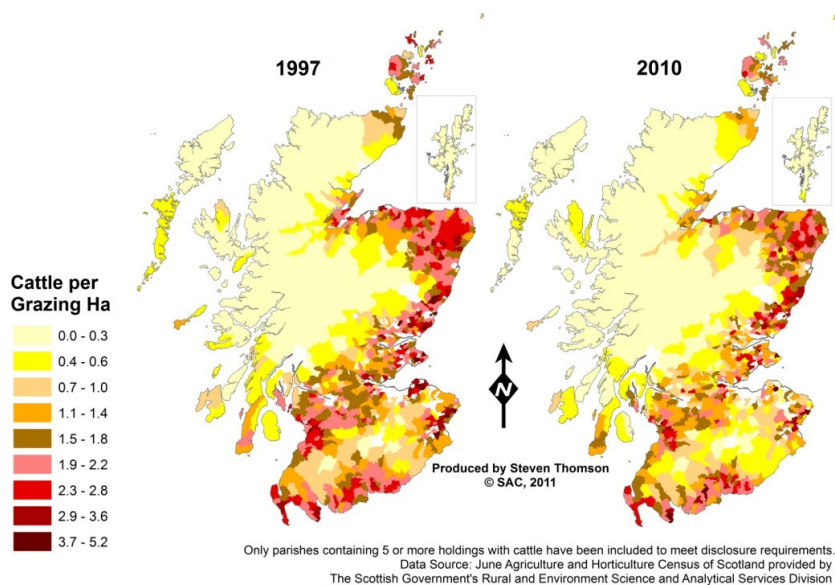 1997
2010
Cattle per
Grazing Ha
0.0 - 0.3
0.4 - 0.6
0.7 - 1.0
1.1 - 1.4
1.5 - 1.8
1.9 - 2.2
2.3 - 2.8
2.9 - 3.6
3.7 - 5.2
N
Produced by Steven Thomson
© SAC, 2011
Only parishes containing 5 or more holdings with cattle have been included to meet disclosure requirements.
Data Source: June Agriculture and Horticulture Census of Scotland provided by
The Scottish Government's Rural and Environment Science and Analytical Services Division